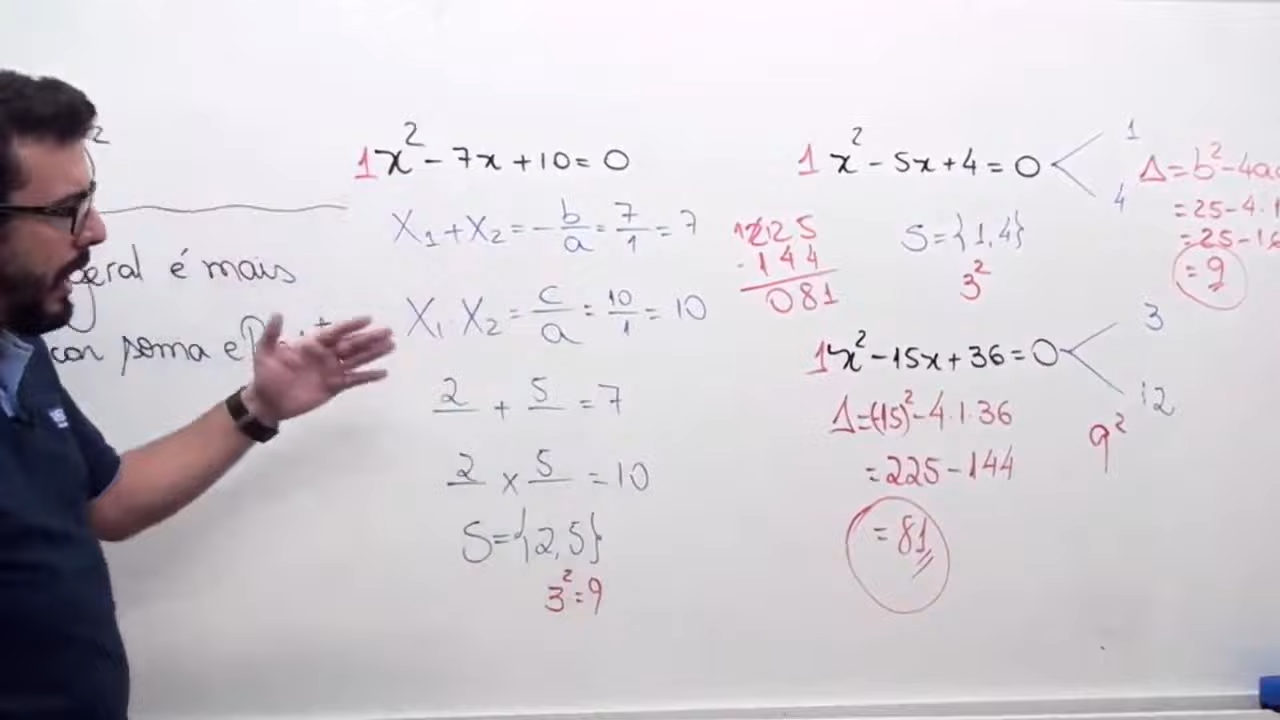 2
geral é mais
soma e
1x² - 7x + 10 = 0
X₁ + X₂ = -b/a = 7/1 = 7
X₁ . X₂ = c/a = 10/1 = 10
2 + 5 = 7
2 × 5 = 10
S = {2, 5}
3² = 9
225
- 144
081
1x² - 5x + 4 = 0
1
4
S = {1, 4}
3²
Δ = b² - 4a
= 25 - 4 . 1
= 25 - 16
= 9
1x² - 15x + 36 = 0
3
12
Δ = (-15)² - 4 . 1 . 36
= 225 - 144
= 81
9²